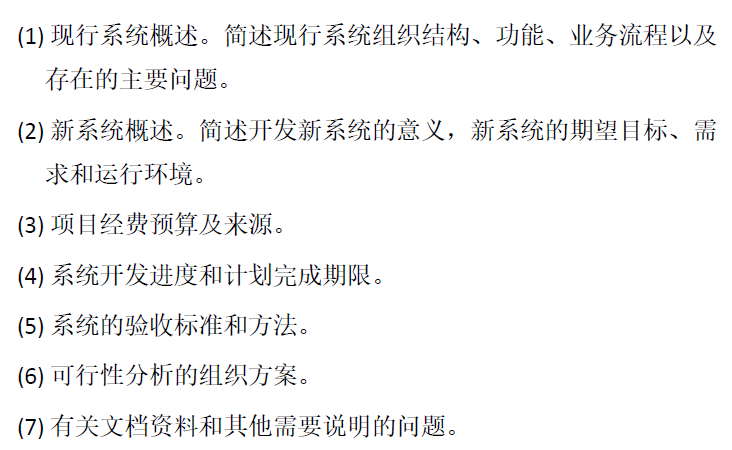 (1) 现行系统概述。简述现行系统组织结构、功能、业务流程以及
存在的主要问题。
(2) 新系统概述。简述开发新系统的意义，新系统的期望目标、需
求和运行环境。
(3) 项目经费预算及来源。
(4) 系统开发进度和计划完成期限。
(5) 系统的验收标准和方法。
(6) 可行性分析的组织方案。
(7) 有关文档资料和其他需要说明的问题。